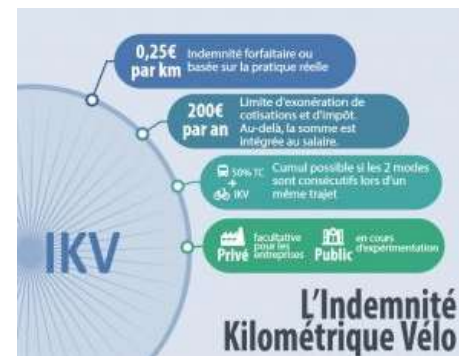 0,25€
par km
Indemnité forfaitaire ou
basée sur la pratique réelle
200€
par an
Limite d'exonération de
cotisations et d'impôt.
Au-delà, la somme est
intégrée au salaire.
50% TC
+
IKV
Cumul possible si les 2 modes
sont consécutifs lors d'un
même trajet
Privé
facultative
pour les
entreprises
Public
en cours
d'expérimentation
IKV
L'Indemnité
Kilométrique Vélo